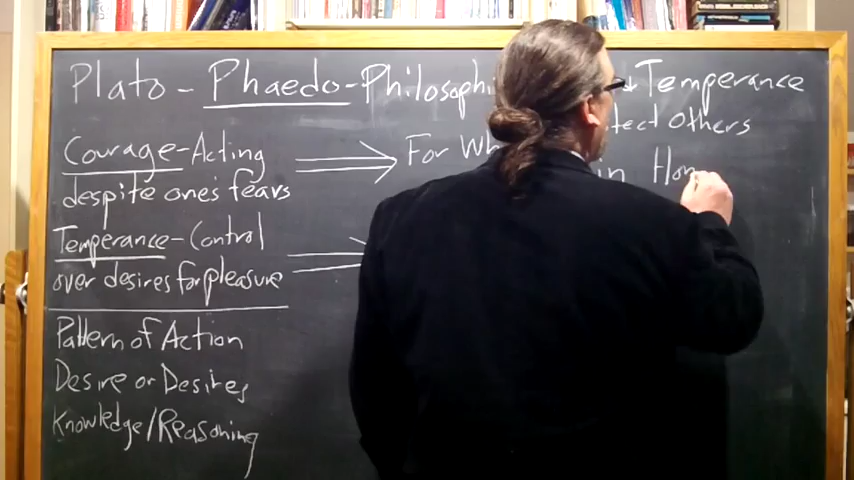 Plato - Phaedo - Philosophi ↓ Temperance
Courage - Acting ⇒ For Wh tect others
despite one's fears in Hon
Temperance - Control
over desires for pleasure
Pattern of Action
Desire or Desires
Knowledge/Reasoning